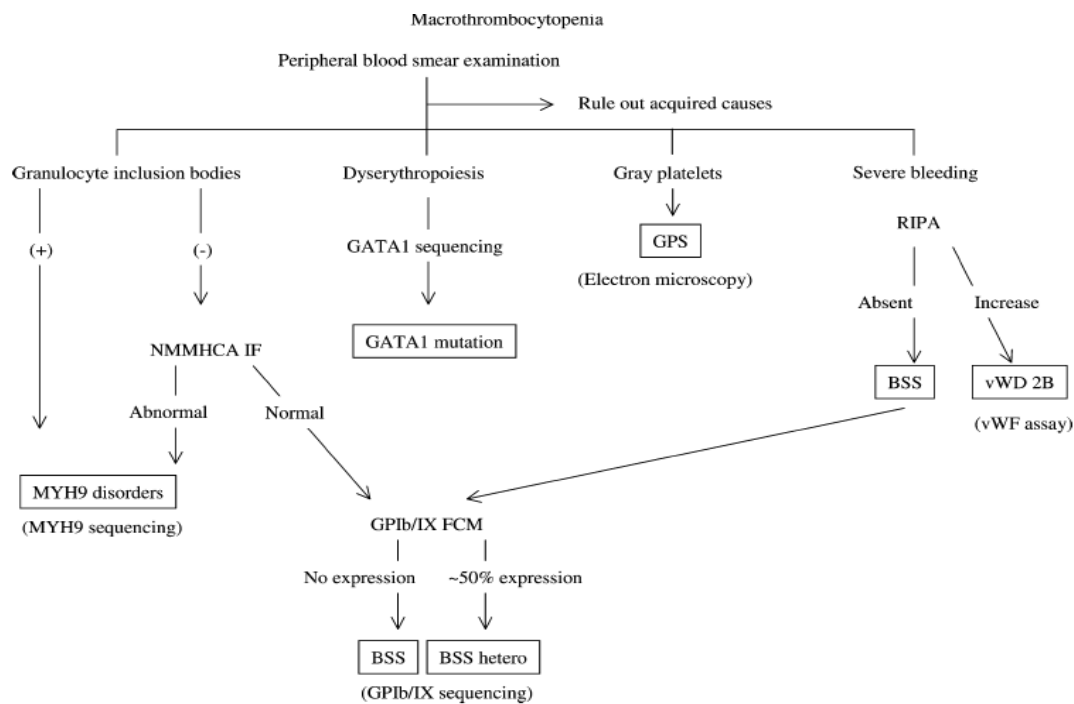 Macrothrombocytopenia
Peripheral blood smear examination
Rule out acquired causes
Granulocyte inclusion bodies
Dyserythropoiesis
Gray platelets
Severe bleeding
(+)
(-)
GATA1 sequencing
GPS
(Electron microscopy)
RIPA
Absent
Increase
NMMHCA IF
GATA1 mutation
BSS
vWD 2B
(vWF assay)
Abnormal
Normal
MYH9 disorders
(MYH9 sequencing)
GPIb/IX FCM
No expression
~50% expression
BSS
BSS hetero
(GPIb/IX sequencing)